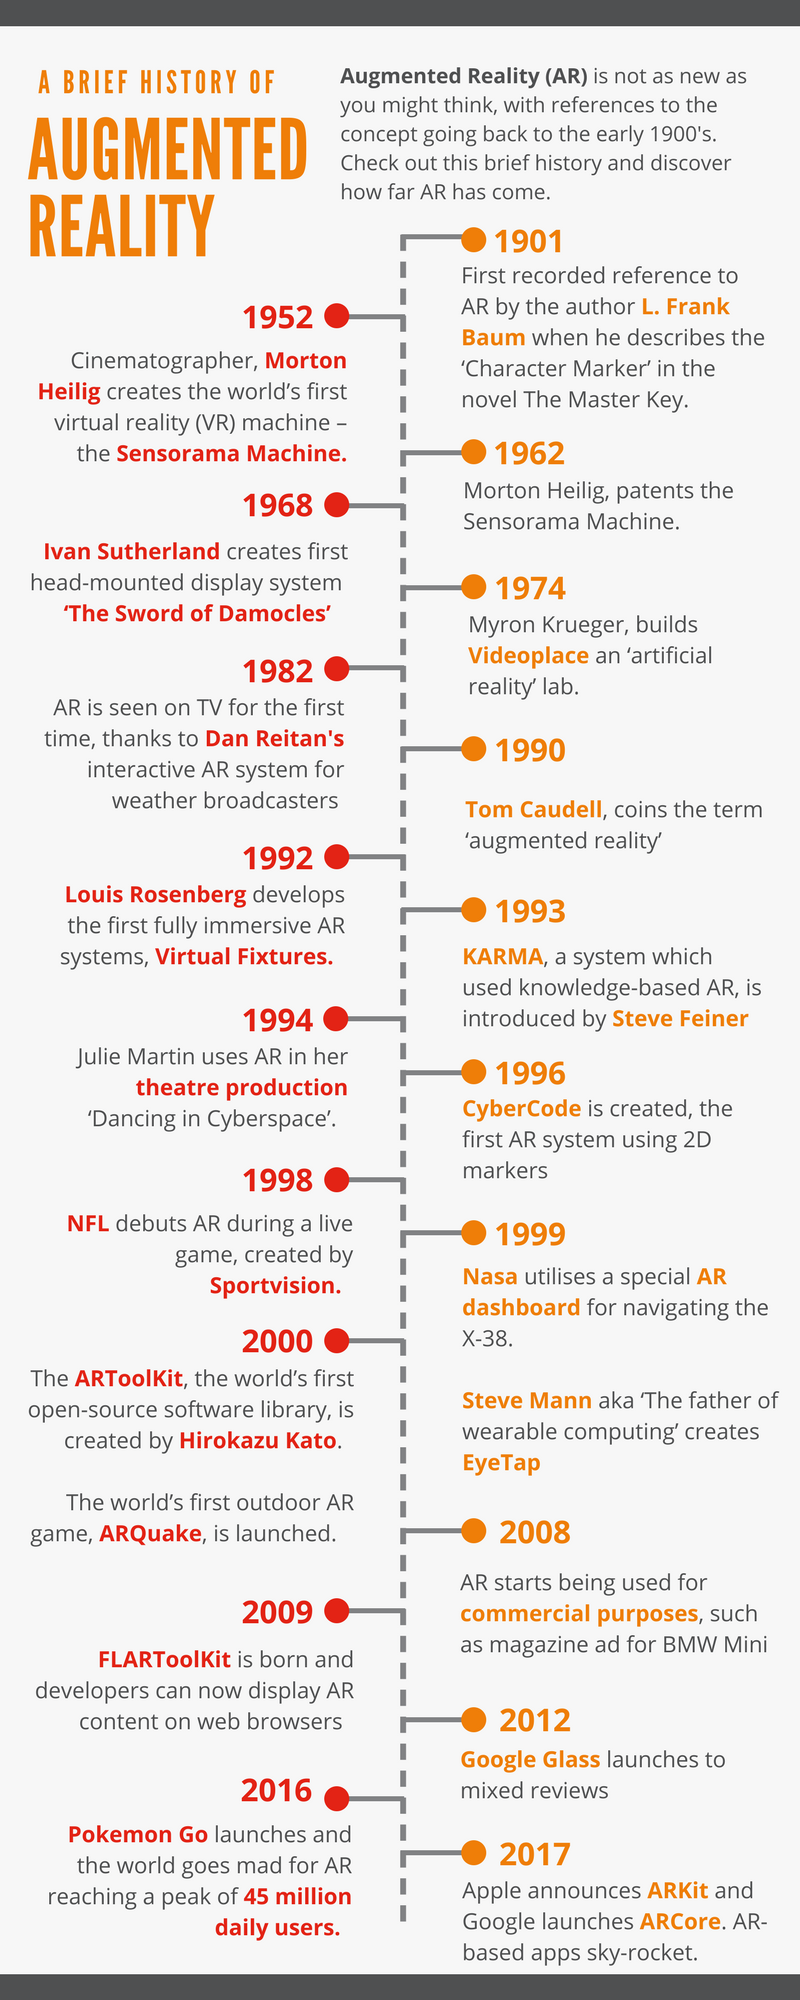 A BRIEF HISTORY OF
AUGMENTED
REALITY
Augmented Reality (AR) is not as new as
you might think, with references to the
concept going back to the early 1900's.
Check out this brief history and discover
how far AR has come.
1901
First recorded reference to
AR by the author L. Frank
Baum when he describes the
‘Character Marker’ in the
novel The Master Key.
1952
Cinematographer, Morton
Heilig creates the world’s first
virtual reality (VR) machine –
the Sensorama Machine.
1962
Morton Heilig, patents the
Sensorama Machine.
1968
Ivan Sutherland creates first
head-mounted display system
‘The Sword of Damocles’
1974
Myron Krueger, builds
Videoplace an ‘artificial
reality’ lab.
1982
AR is seen on TV for the first
time, thanks to Dan Reitan's
interactive AR system for
weather broadcasters
1990
Tom Caudell, coins the term
‘augmented reality’
1992
Louis Rosenberg develops
the first fully immersive AR
systems, Virtual Fixtures.
1993
KARMA, a system which
used knowledge-based AR, is
introduced by Steve Feiner
1994
Julie Martin uses AR in her
theatre production
‘Dancing in Cyberspace’.
1996
CyberCode is created, the
first AR system using 2D
markers
1998
NFL debuts AR during a live
game, created by
Sportvision.
1999
Nasa utilises a special AR
dashboard for navigating the
X-38.
Steve Mann aka ‘The father of
wearable computing’ creates
EyeTap
2000
The ARToolKit, the world’s first
open-source software library, is
created by Hirokazu Kato.
The world’s first outdoor AR
game, ARQuake, is launched.
2008
AR starts being used for
commercial purposes, such
as magazine ad for BMW Mini
2009
FLARToolKit is born and
developers can now display AR
content on web browsers
2012
Google Glass launches to
mixed reviews
2016
Pokemon Go launches and
the world goes mad for AR
reaching a peak of 45 million
daily users.
2017
Apple announces ARKit and
Google launches ARCore. AR-
based apps sky-rocket.